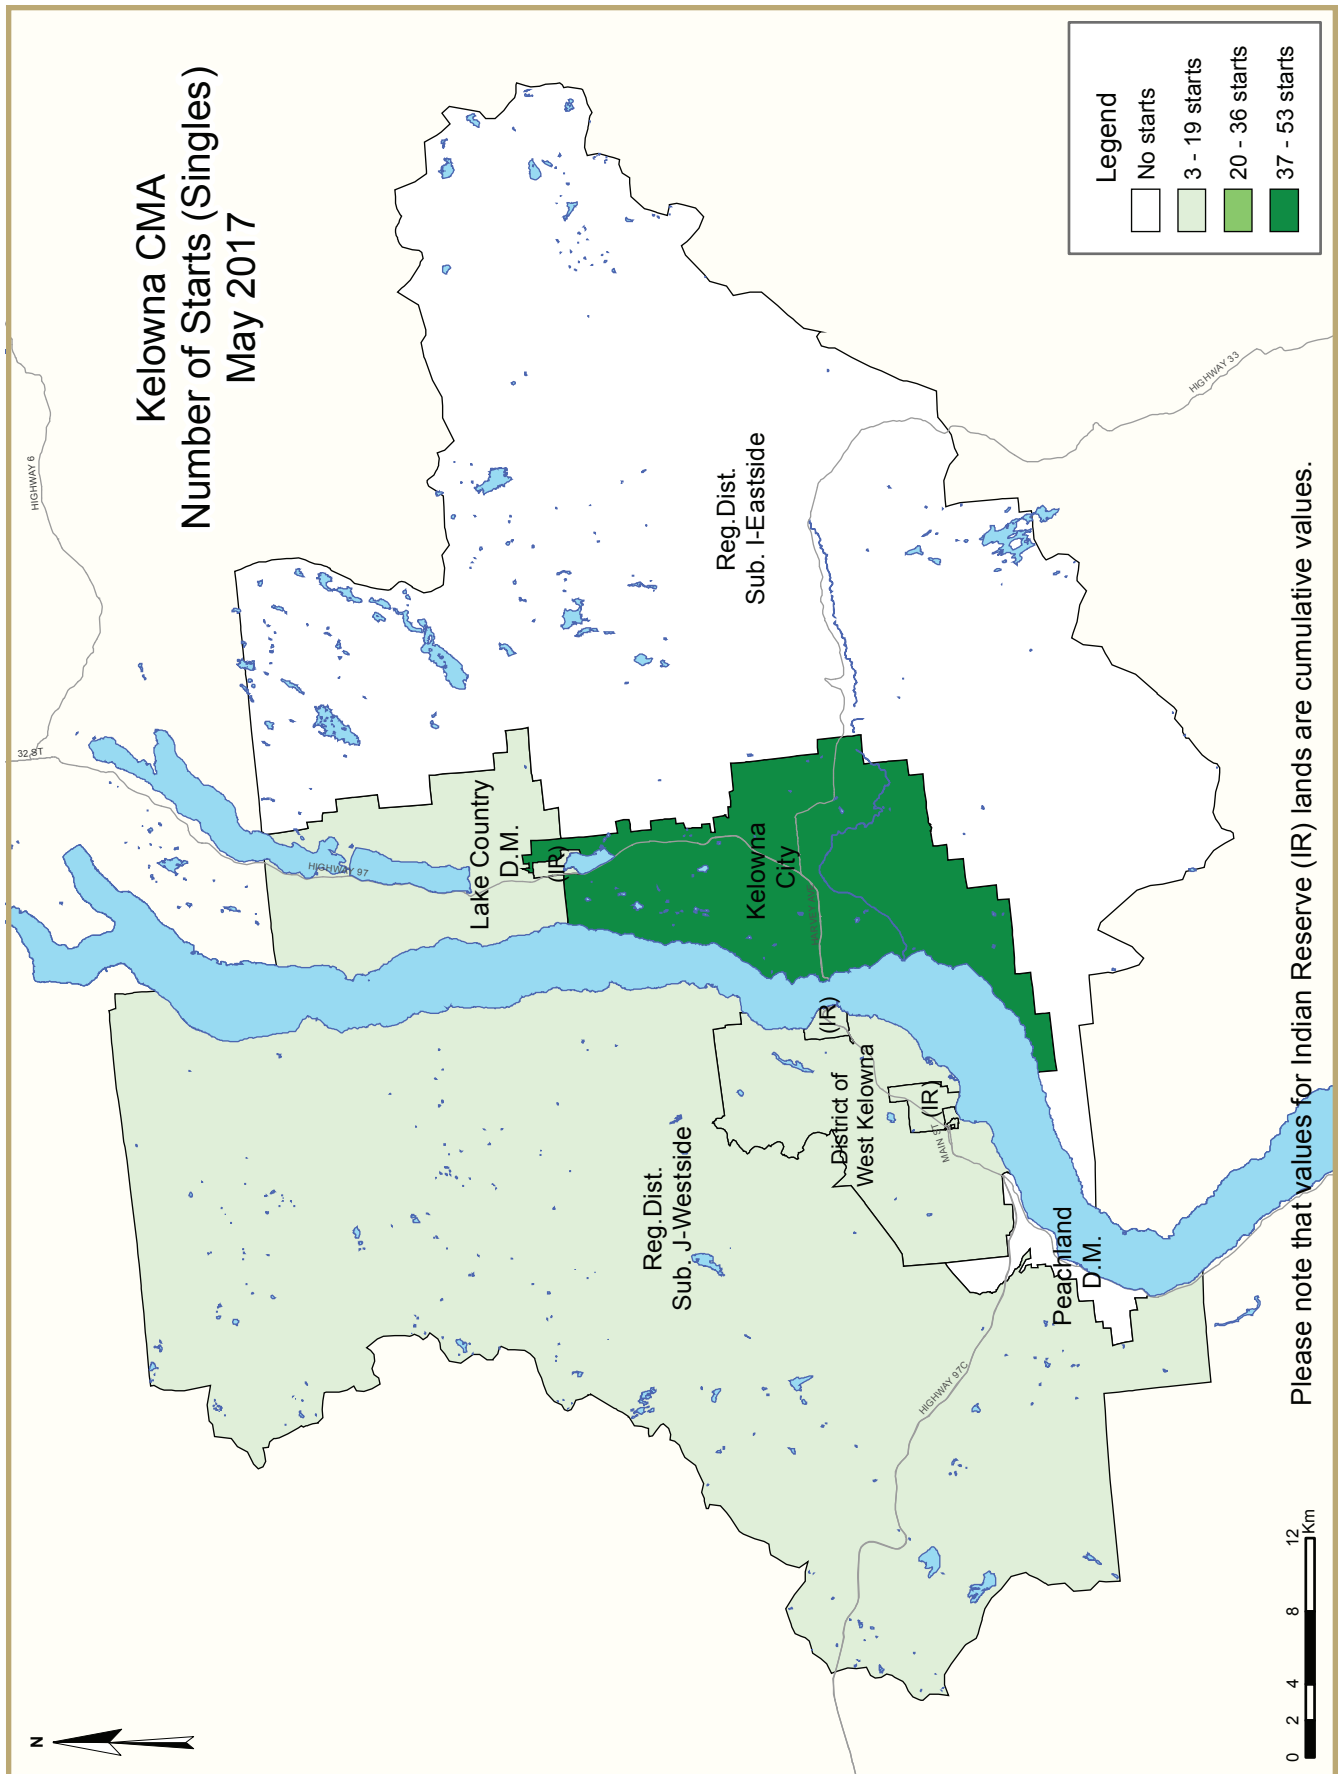 Kelowna CMA
Number of Starts (Singles)
May 2017
Legend
No starts
3 - 19 starts
20 - 36 starts
37 - 53 starts
HIGHWAY 6
32 ST
HIGHWAY 97
Lake Country
D.M.
(IR)
Kelowna
City
HARVEY AVE
Reg.Dist.
Sub. I-Eastside
HIGHWAY 33
Reg.Dist.
Sub. J-Westside
(IR)
District of
West Kelowna
(IR)
MAIN ST
Peachland
D.M.
HIGHWAY 97C
N
0 2 4 8 12
Km
Please note that values for Indian Reserve (IR) lands are cumulative values.